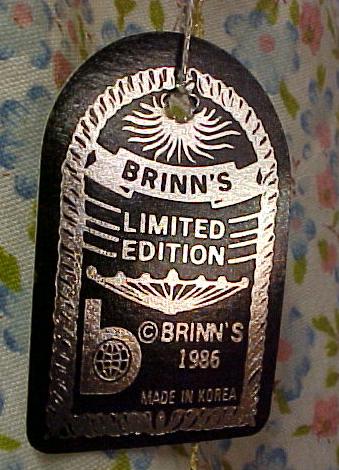 BRINN'S
LIMITED
EDITION
b
©BRINN'S
1986
MADE IN KOREA